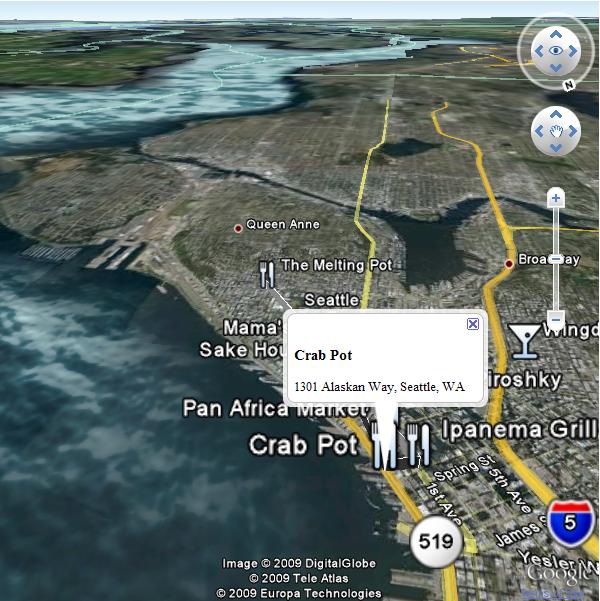 N
Queen Anne
The Melting Pot
Broadway
Seattle
Mama's
Sake Hou
Wingd
Crab Pot
1301 Alaskan Way, Seattle, WA
iroshky
Pan Africa Market
Crab Pot
Ipanema Grill
Spring St
5th Ave
1st Ave
5
James S
519
Yesler W
Google
Image © 2009 DigitalGlobe
© 2009 Tele Atlas
© 2009 Europa Technologies